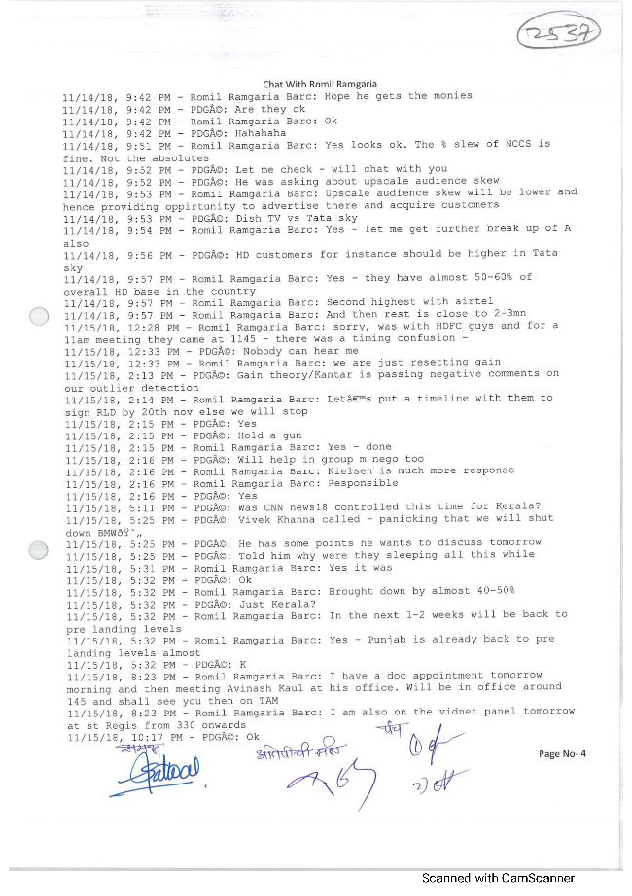 2537
Chat With Romil Ramgaria
11/14/18, 9:42 PM - Romil Ramgaria Barc: Hope he gets the monies
11/14/18, 9:42 PM - PDGÂ©: Are they ck
11/14/18, 9:42 PM - Romil Ramgaria Barc: Ok
11/14/18, 9:42 PM - PDGÂ©: Hahahaha
11/14/18, 9:51 PM - Romil Ramgaria Barc: Yes looks ok. The % slew of NCCS is
fine. Not the absolutes
11/14/18, 9:52 PM - PDGÂ©: Let me check - will chat with you
11/14/18, 9:52 PM - PDGÂ©: He was asking about upscale audience skew
11/14/18, 9:53 PM - Romil Ramgaria Barc: Upscale audience skew will be lower and
hence providing oppirtunity to advertise there and acquire customers
11/14/18, 9:53 PM - PDGÂ©: Dish TV vs Tata sky
11/14/18, 9:54 PM - Romil Ramgaria Barc: Yes - let me get further break up of A
also
11/14/18, 9:56 PM - PDGÂ©: HD customers for instance should be higher in Tata
sky
11/14/18, 9:57 PM - Romil Ramgaria Barc: Yes - they have almost 50-60% of
overall HD base in the country
11/14/18, 9:57 PM - Romil Ramgaria Barc: Second highest with airtel
11/14/18, 9:57 PM - Romil Ramgaria Barc: And then rest is close to 2-3mn
11/15/18, 12:28 PM - Romil Ramgaria Barc: sorry, was with HDFC guys and for a
11am meeting they came at 1145 - there was a timing confusion -
11/15/18, 12:33 PM - PDGÂ©: Nobody can hear me
11/15/18, 12:33 PM - Romil Ramgaria Barc: we are just resetting gain
11/15/18, 2:13 PM - PDGÂ©: Gain theory/Kantar is passing negative comments on
our outlier detection
11/15/18, 2:14 PM - Romil Ramgaria Barc: Letâ€™s put a timeline with them to
sign RLD by 20th nov else we will stop
11/15/18, 2:15 PM - PDGÂ©: Yes
11/15/18, 2:15 PM - PDGÂ©: Hold a gun
11/15/18, 2:15 PM - Romil Ramgaria Barc: Yes - done
11/15/18, 2:16 PM - PDGÂ©: Will help in group m nego too
11/15/18, 2:16 PM - Romil Ramgaria Barc: Nielsen is much more response
11/15/18, 2:16 PM - Romil Ramgaria Barc: Responsible
11/15/18, 2:16 PM - PDGÂ©: Yes
11/15/18, 5:11 PM - PDGÂ©: Was CNN news18 controlled this time for Kerala?
11/15/18, 5:25 PM - PDGÂ©: Vivek Khanna called - panicking that we will shut
down BMWðŸ˜„
11/15/18, 5:25 PM - PDGÂ©: He has some points he wants to discuss tomorrow
11/15/18, 5:25 PM - PDGÂ©: Told him why were they sleeping all this while
11/15/18, 5:31 PM - Romil Ramgaria Barc: Yes it was
11/15/18, 5:32 PM - PDGÂ©: Ok
11/15/18, 5:32 PM - Romil Ramgaria Barc: Brought down by almost 40-50%
11/15/18, 5:32 PM - PDGÂ©: Just Kerala?
11/15/18, 5:32 PM - Romil Ramgaria Barc: In the next 1-2 weeks will be back to
pre landing levels
11/15/18, 5:32 PM - Romil Ramgaria Barc: Yes - Punjab is already back to pre
landing levels almost
11/15/18, 5:32 PM - PDGÂ©: K
11/15/18, 8:23 PM - Romil Ramgaria Barc: I have a doc appointment tomorrow
morning and then meeting Avinash Kaul at his office. Will be in office around
145 and shall see you then on TAM
11/15/18, 8:23 PM - Romil Ramgaria Barc: I am also on the vidnet panel tomorrow
at st Regis from 330 onwards
11/15/18, 10:17 PM - PDGÂ©: Ok
समक्ष आरोपीची सही पंच 1)
2)
Page No- 4
Scanned with CamScanner